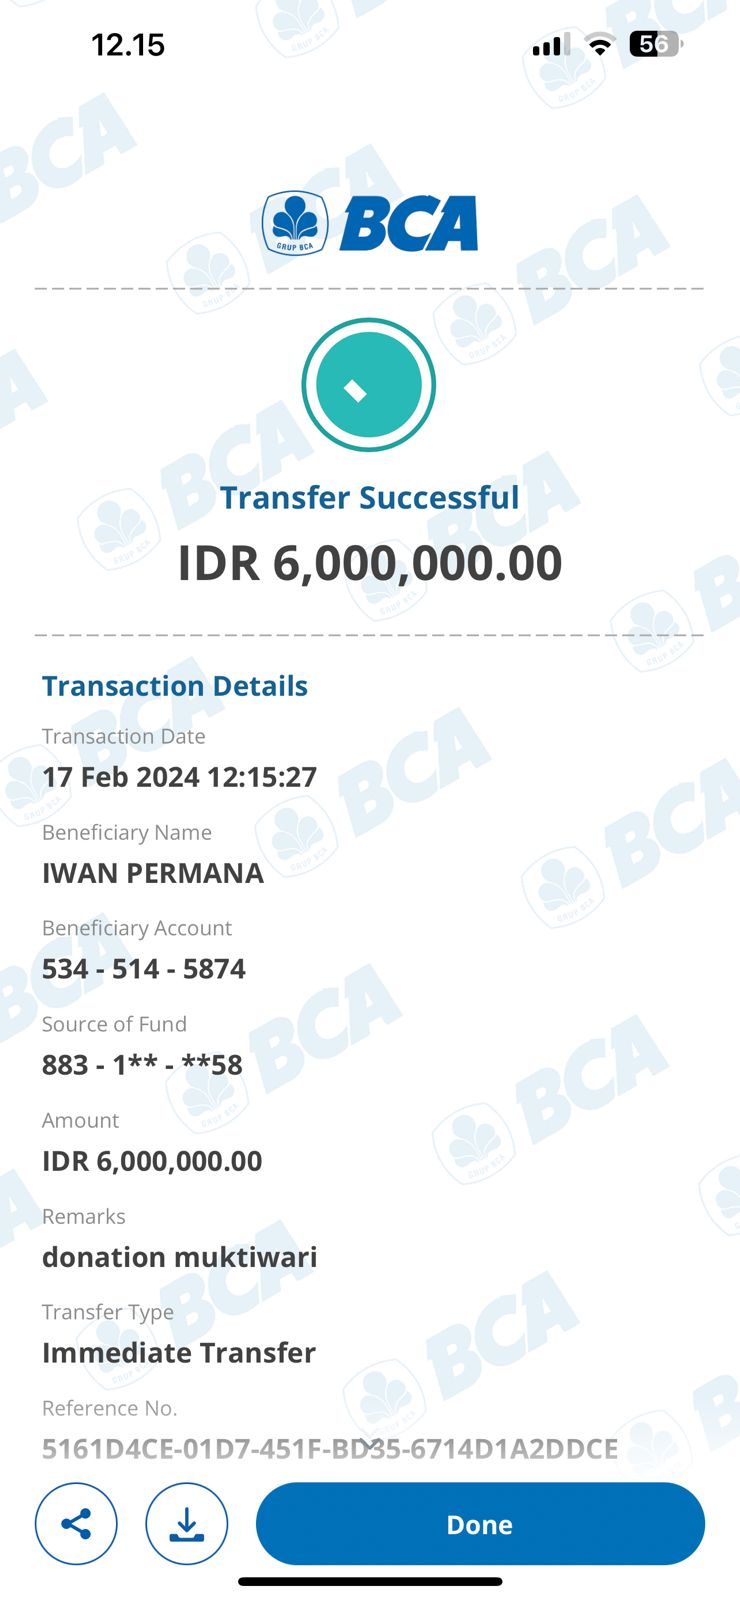 12.15
56
GRUP BCA
BCA
Transfer Successful
IDR 6,000,000.00
Transaction Details
Transaction Date
17 Feb 2024 12:15:27
Beneficiary Name
IWAN PERMANA
Beneficiary Account
534 - 514 - 5874
Source of Fund
883 - 1** - **58
Amount
IDR 6,000,000.00
Remarks
donation muktiwari
Transfer Type
Immediate Transfer
Reference No.
5161D4CE-01D7-451F-BD35-6714D1A2DDCE
Done